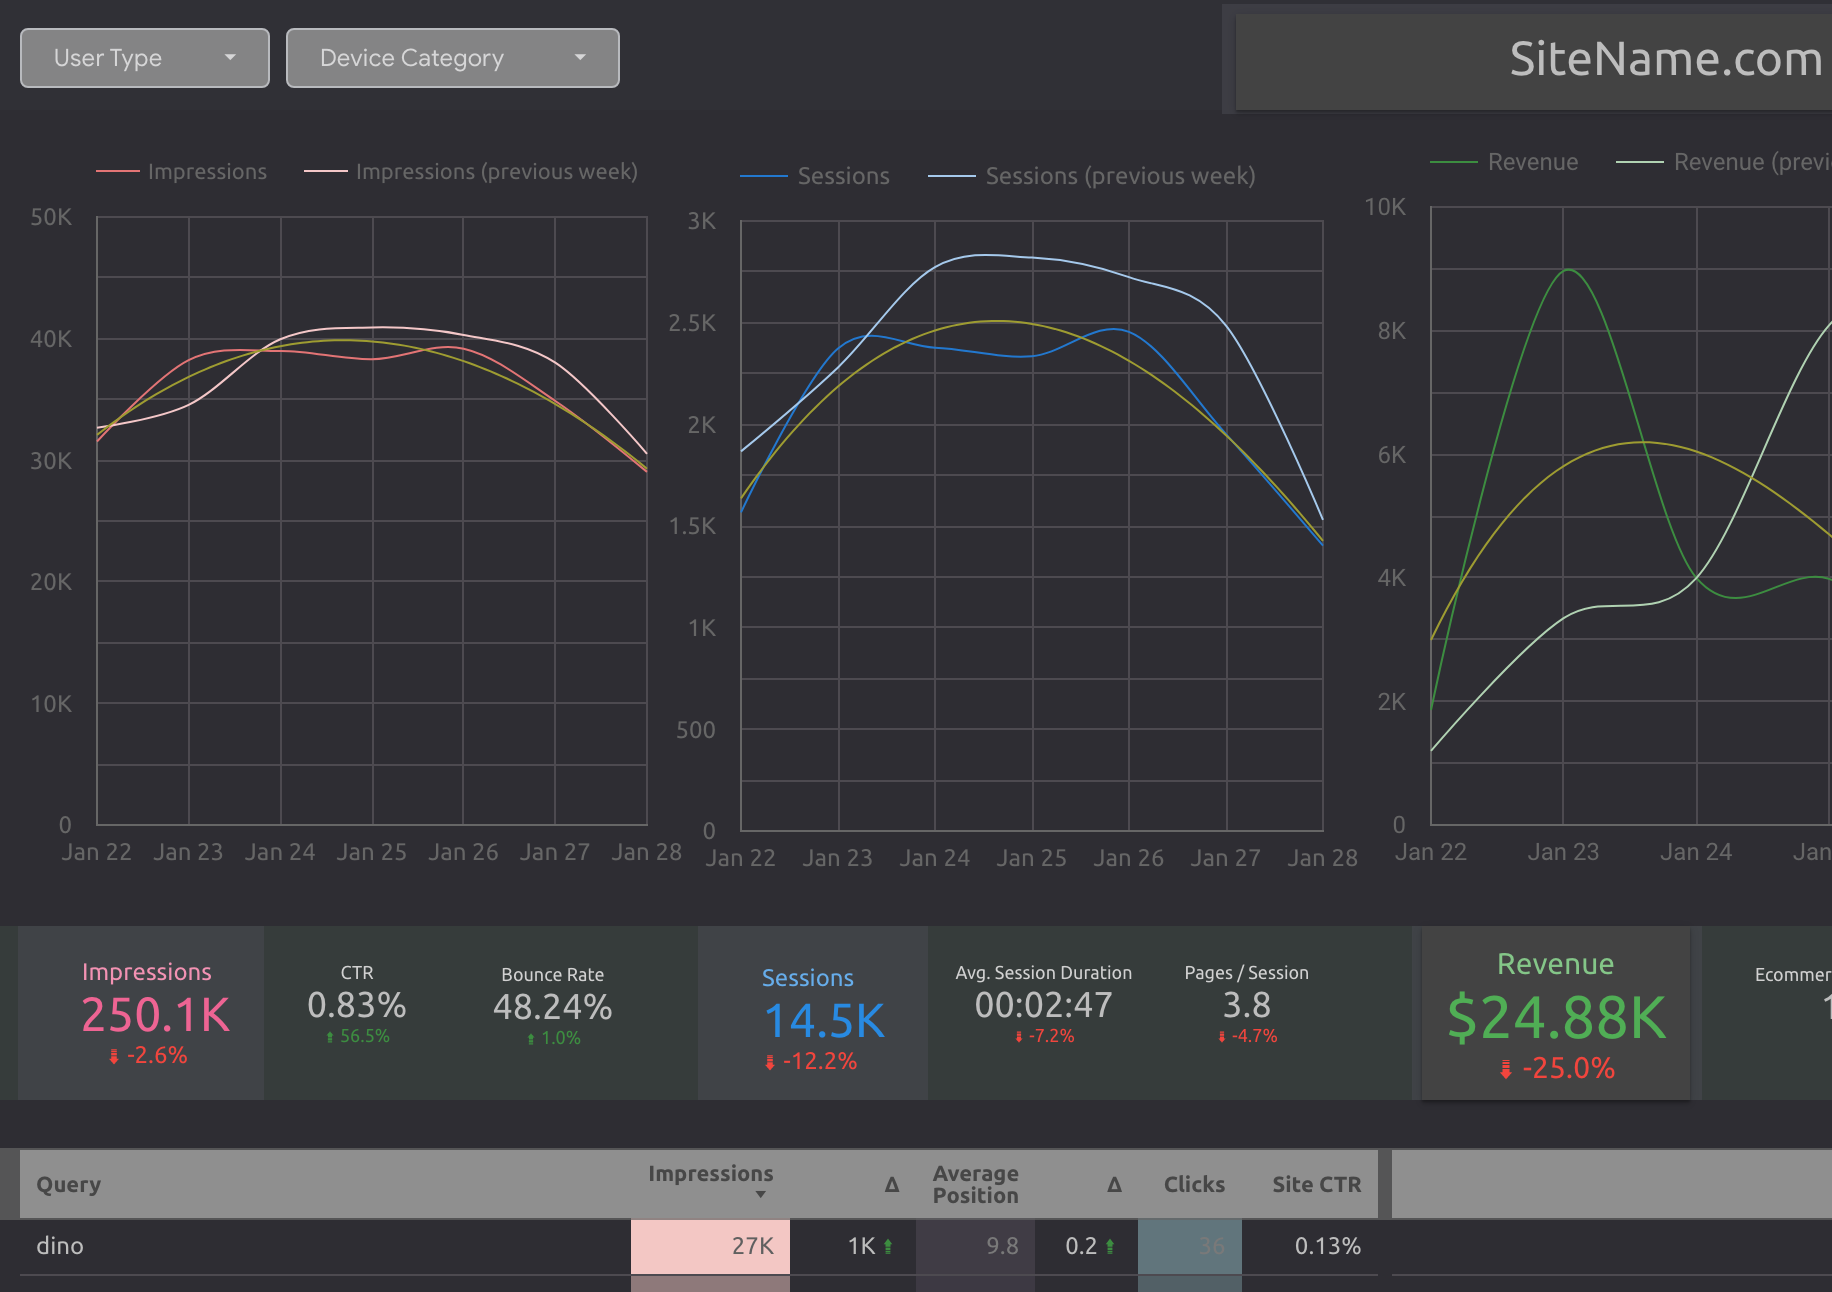 User Type
Device Category
SiteName.com
Impressions
Impressions (previous week)
50K
40K
30K
20K
10K
0
Jan 22
Jan 23
Jan 24
Jan 25
Jan 26
Jan 27
Jan 28
Sessions
Sessions (previous week)
3K
2.5K
2K
1.5K
1K
500
0
Jan 22
Jan 23
Jan 24
Jan 25
Jan 26
Jan 27
Jan 28
Revenue
Revenue (previ
10K
8K
6K
4K
2K
0
Jan 22
Jan 23
Jan 24
Jan
Impressions
250.1K
-2.6%
CTR
0.83%
56.5%
Bounce Rate
48.24%
1.0%
Sessions
14.5K
-12.2%
Avg. Session Duration
00:02:47
-7.2%
Pages / Session
3.8
-4.7%
Revenue
$24.88K
-25.0%
Ecommer
Query
Impressions
Δ
Average
Position
Δ
Clicks
Site CTR
dino
27K
1K
9.8
0.2
36
0.13%